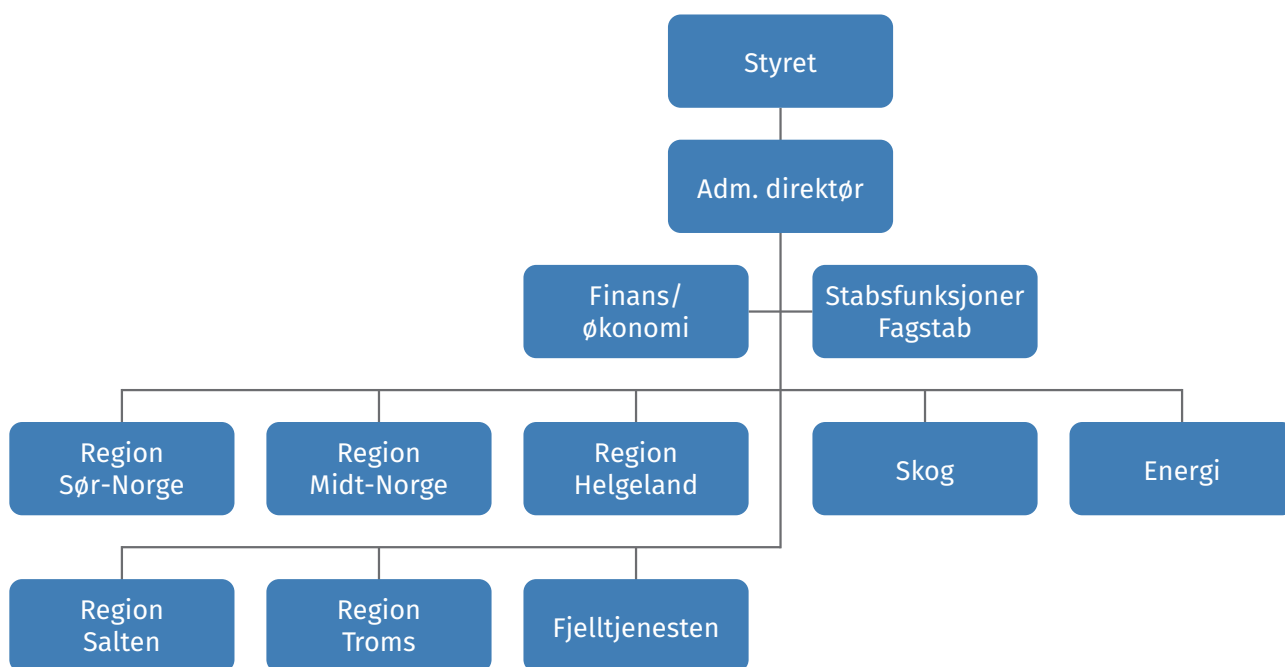 Styret
Adm. direktør
Finans/
økonomi
Stabsfunksjoner
Fagstab
Region
Sør-Norge
Region
Midt-Norge
Region
Helgeland
Skog
Energi
Region
Salten
Region
Troms
Fjelltjenesten